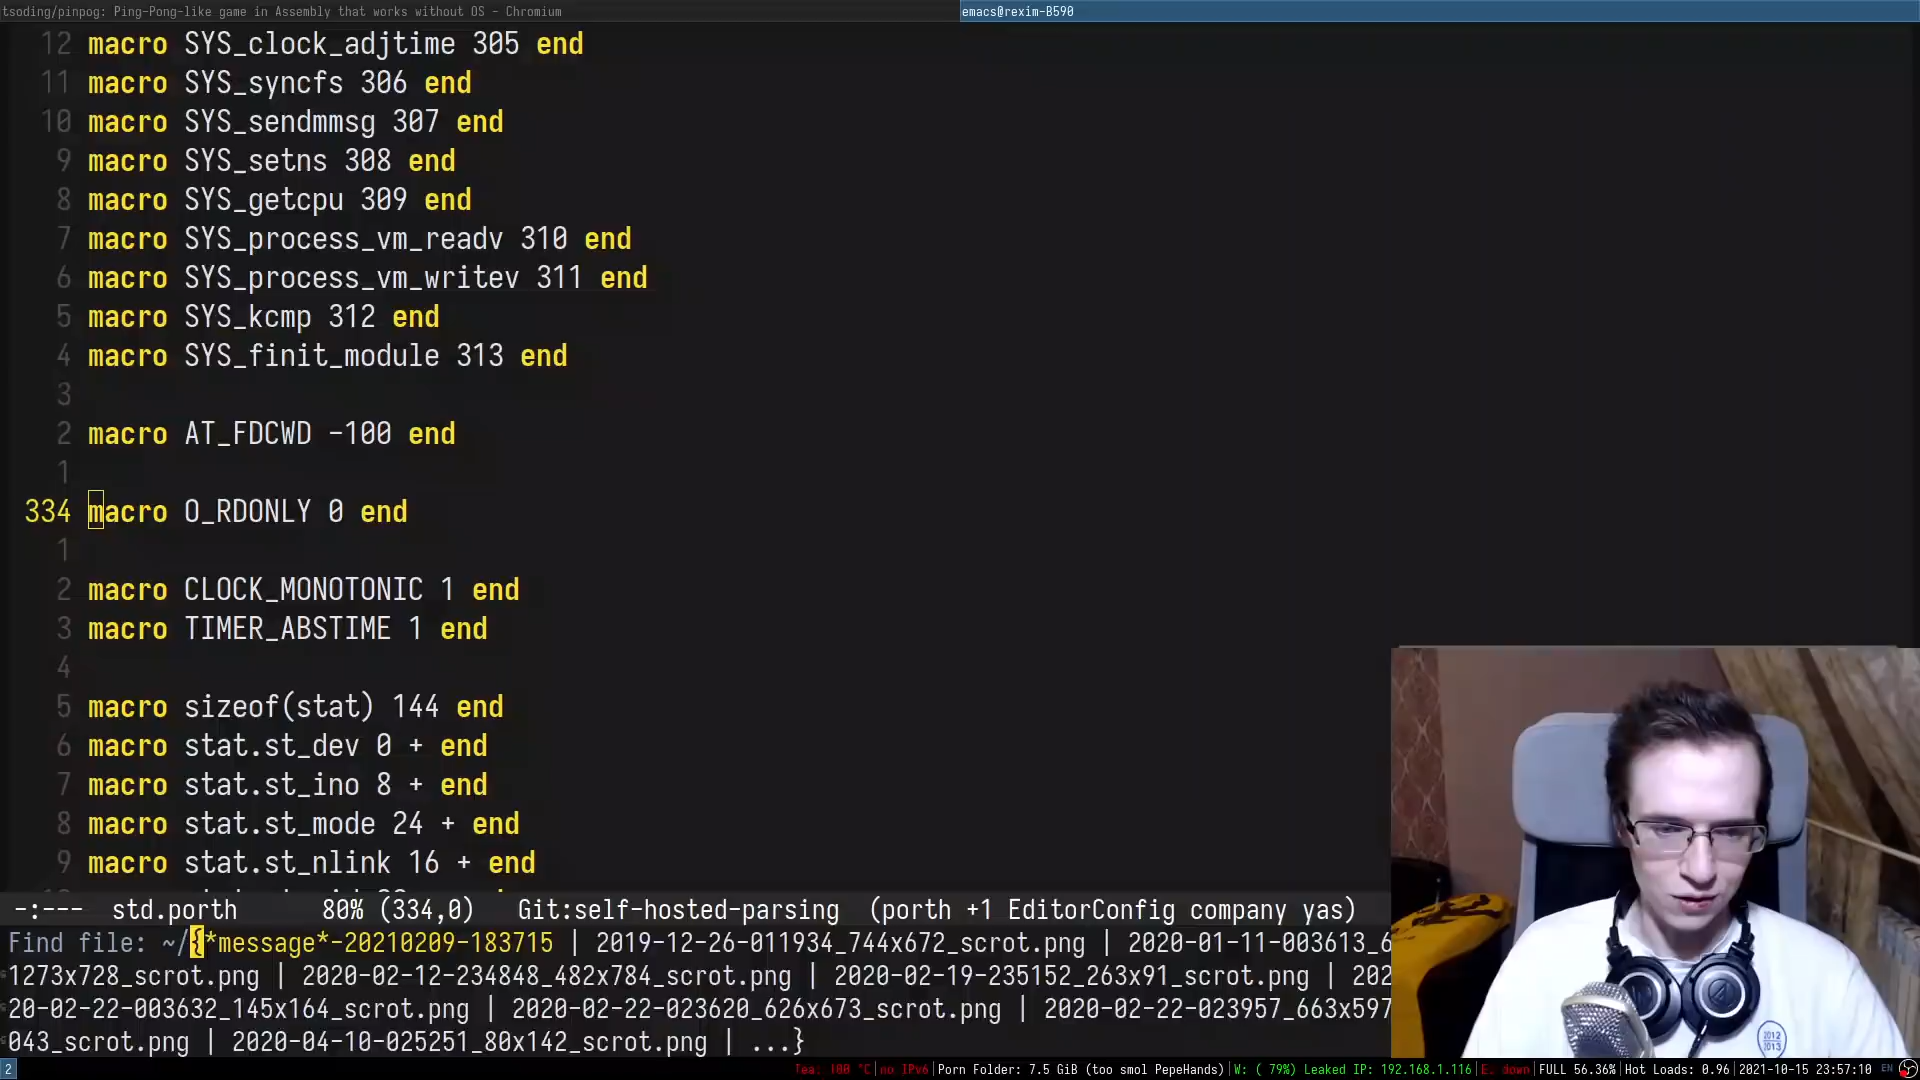 tsoding/pinpog: Ping-Pong-like game in Assembly that works without OS - Chromium
emacs@rexim-B590
12 macro SYS_clock_adjtime 305 end
11 macro SYS_syncfs 306 end
10 macro SYS_sendmmsg 307 end
9 macro SYS_setns 308 end
8 macro SYS_getcpu 309 end
7 macro SYS_process_vm_readv 310 end
6 macro SYS_process_vm_writev 311 end
5 macro SYS_kcmp 312 end
4 macro SYS_finit_module 313 end
3
2 macro AT_FDCWD -100 end
1
334 macro O_RDONLY 0 end
1
2 macro CLOCK_MONOTONIC 1 end
3 macro TIMER_ABSTIME 1 end
4
5 macro sizeof(stat) 144 end
6 macro stat.st_dev 0 + end
7 macro stat.st_ino 8 + end
8 macro stat.st_mode 24 + end
9 macro stat.st_nlink 16 + end
-:--- std.porth 80% (334,0) Git:self-hosted-parsing (porth +1 EditorConfig company yas)
Find file: ~/{*message*-20210209-183715 | 2019-12-26-011934_744x672_scrot.png | 2020-01-11-003613_6
1273x728_scrot.png | 2020-02-12-234848_482x784_scrot.png | 2020-02-19-235152_263x91_scrot.png | 202
20-02-22-003632_145x164_scrot.png | 2020-02-22-023620_626x673_scrot.png | 2020-02-22-023957_663x597
043_scrot.png | 2020-04-10-025251_80x142_scrot.png | ...}
2012
2013
2 Tea: 100 °C|no IPv6|Porn Folder: 7.5 GiB (too smol PepeHands)|W: ( 79%) Leaked IP: 192.168.1.116|E: down|FULL 56.36%|Hot Loads: 0.96|2021-10-15 23:57:10 EN